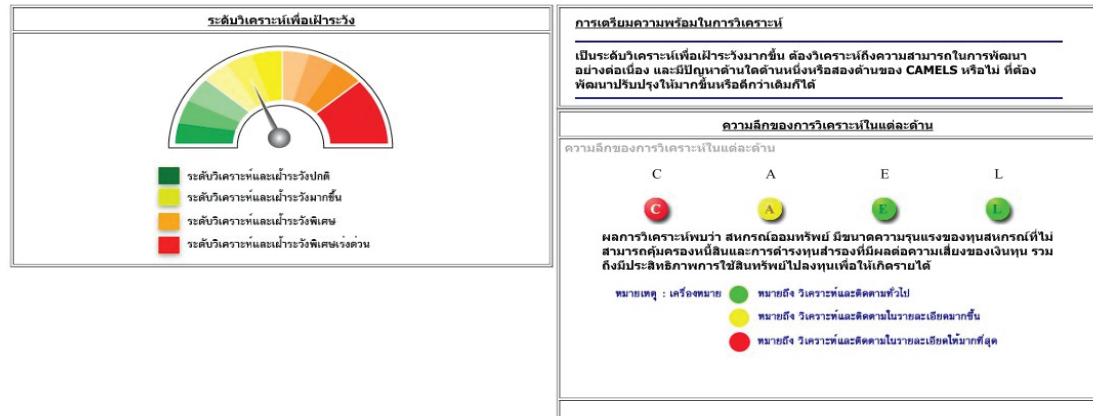 ระดับวิเคราะห์เพื่อเฝ้าระวัง
ระดับวิเคราะห์และเฝ้าระวังปกติ
ระดับวิเคราะห์และเฝ้าระวังมากขึ้น
ระดับวิเคราะห์และเฝ้าระวังพิเศษ
ระดับวิเคราะห์และเฝ้าระวังพิเศษเร่งด่วน
การเตรียมความพร้อมในการวิเคราะห์
เป็นระดับวิเคราะห์เพื่อเฝ้าระวังมากขึ้น ต้องวิเคราะห์ถึงความสามารถในการพัฒนา
อย่างต่อเนื่อง และมีปัญหาด้านใดด้านหนึ่งหรือสองด้านของ CAMELS หรือไม่ ที่ต้อง
พัฒนาปรับปรุงให้มากขึ้นหรือดีกว่าเดิมก็ได้
ความลึกของการวิเคราะห์ในแต่ละด้าน
ความลึกของการวิเคราะห์ในแต่ละด้าน
C A E L
C A E L
ผลการวิเคราะห์พบว่า สหกรณ์ออมทรัพย์ มีขนาดความรุนแรงของทุนสหกรณ์ที่ไม่
สามารถคุ้มครองหนี้สินและการดำรงทุนสำรองที่มีผลต่อความเสี่ยงของเงินทุน รวม
ถึงมีประสิทธิภาพการใช้สินทรัพย์ไปลงทุนเพื่อให้เกิดรายได้
หมายเหตุ : เครื่องหมาย หมายถึง วิเคราะห์และติดตามทั่วไป
หมายถึง วิเคราะห์และติดตามในรายละเอียดมากขึ้น
หมายถึง วิเคราะห์และติดตามในรายละเอียดให้มากที่สุด